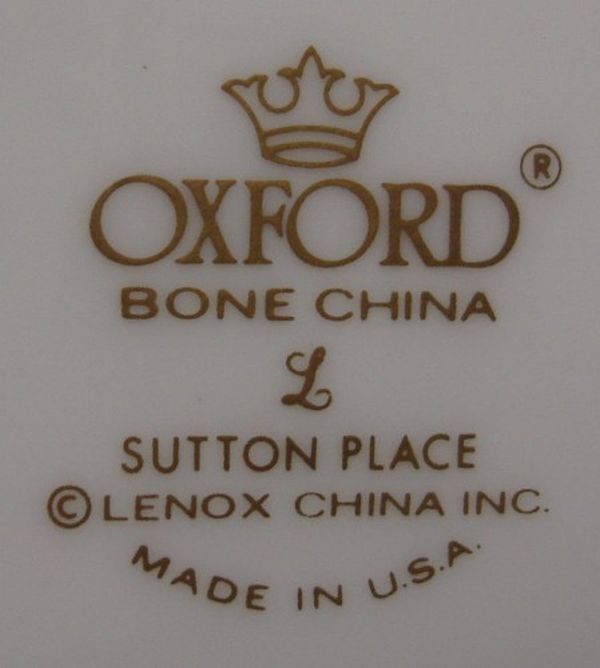 OXFORD ®
BONE CHINA
L
SUTTON PLACE
© LENOX CHINA INC.
MADE IN U.S.A.